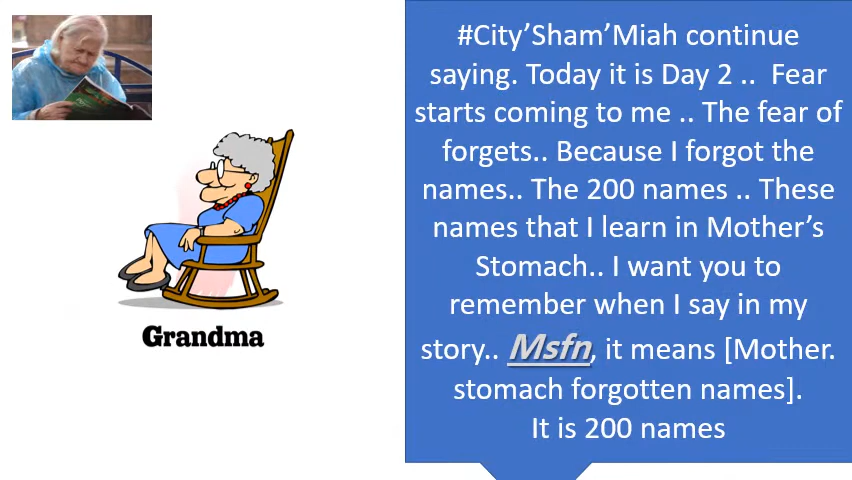 #City’Sham’Miah continue
saying. Today it is Day 2 ..  Fear
starts coming to me .. The fear of
forgets.. Because I forgot the
names.. The 200 names .. These
names that I learn in Mother’s
Stomach.. I want you to
remember when I say in my
story.. Msfn, it means [Mother.
stomach forgotten names].
It is 200 names
Grandma